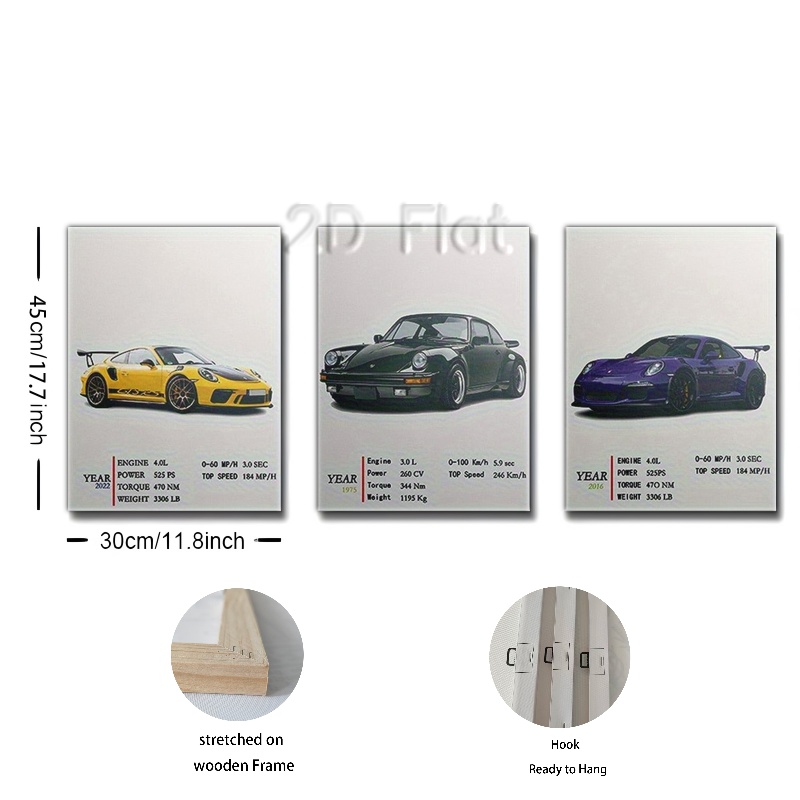 2.D Flat.
45cm/17.7inch
YEAR
2022
ENGINE 4.0L
POWER 525 PS
TORQUE 470 NM
WEIGHT 3306 LB
0-60 MP/H 3.0 SEC
TOP SPEED 184 MP/H
YEAR
1975
Engine 3.0 L
Power 260 CV
Torque 344 Nm
Weight 1195 Kg
0-100 Km/h 5.9 sec
TOP Speed 246 Km/h
YEAR
2016
ENGINE 4.0L
POWER 525PS
TORQUE 470 NM
WEIGHT 3306 LB
0-60 MP/H 3.0 SEC
TOP SPEED 184 MP/H
30cm/11.8inch
stretched on
wooden Frame
Hook
Ready to Hang